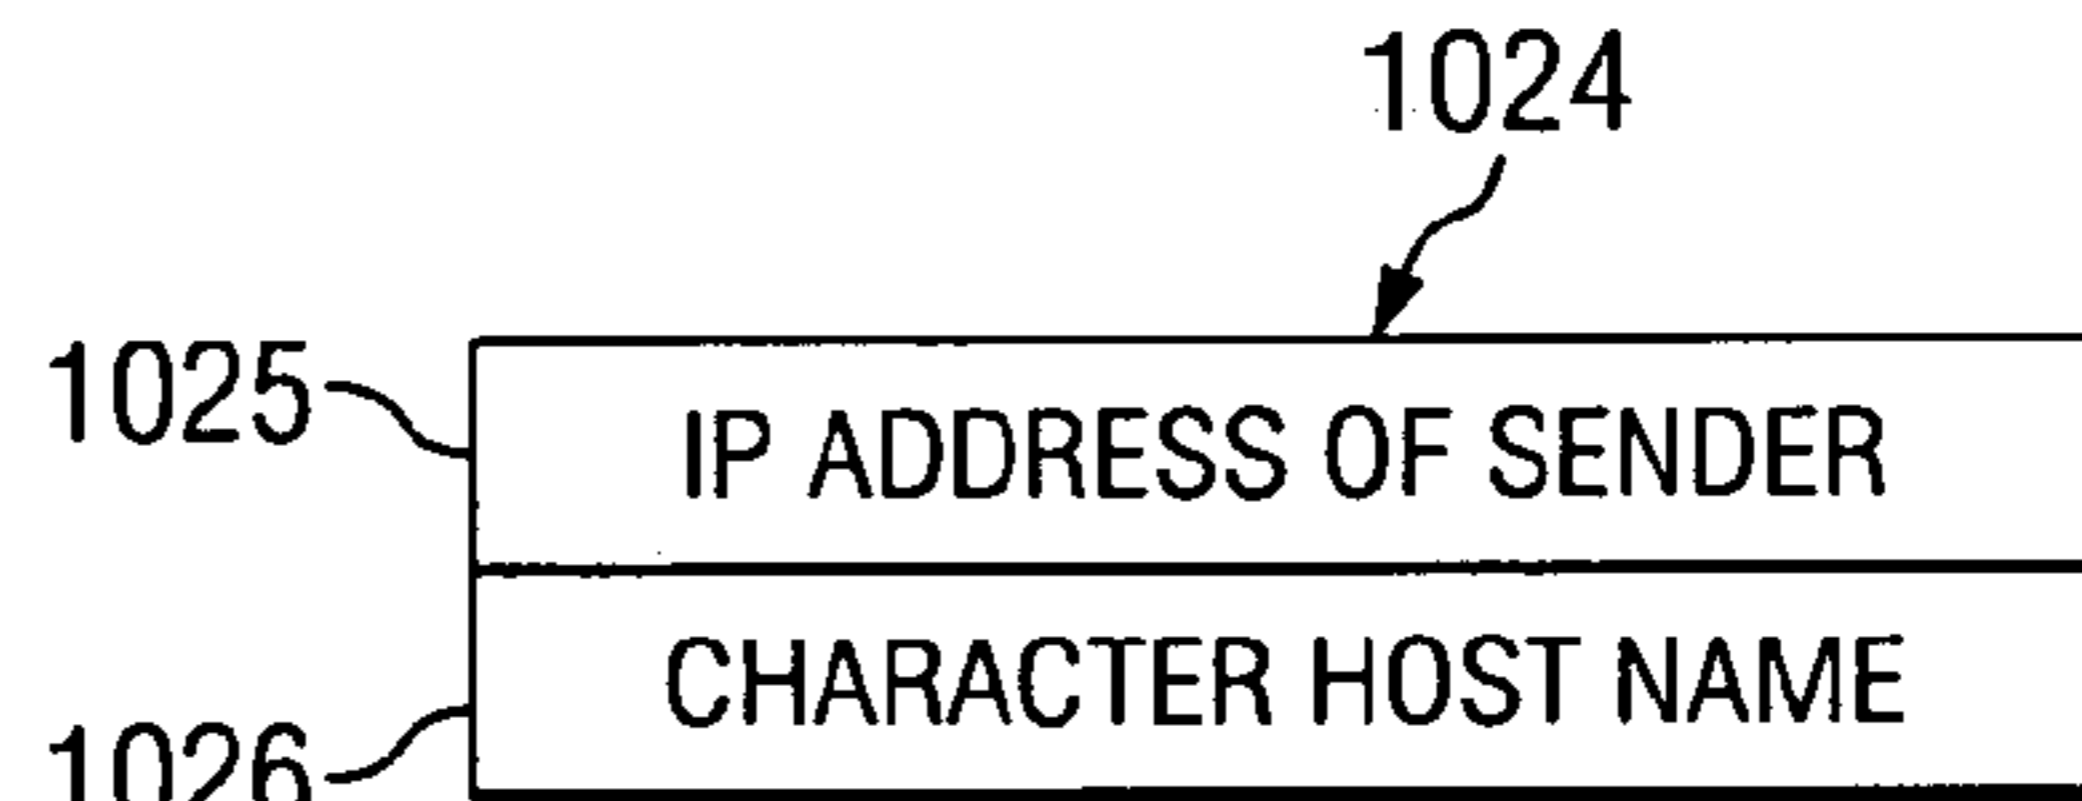 1024
1025
IP ADDRESS OF SENDER
CHARACTER HOST NAME
1026